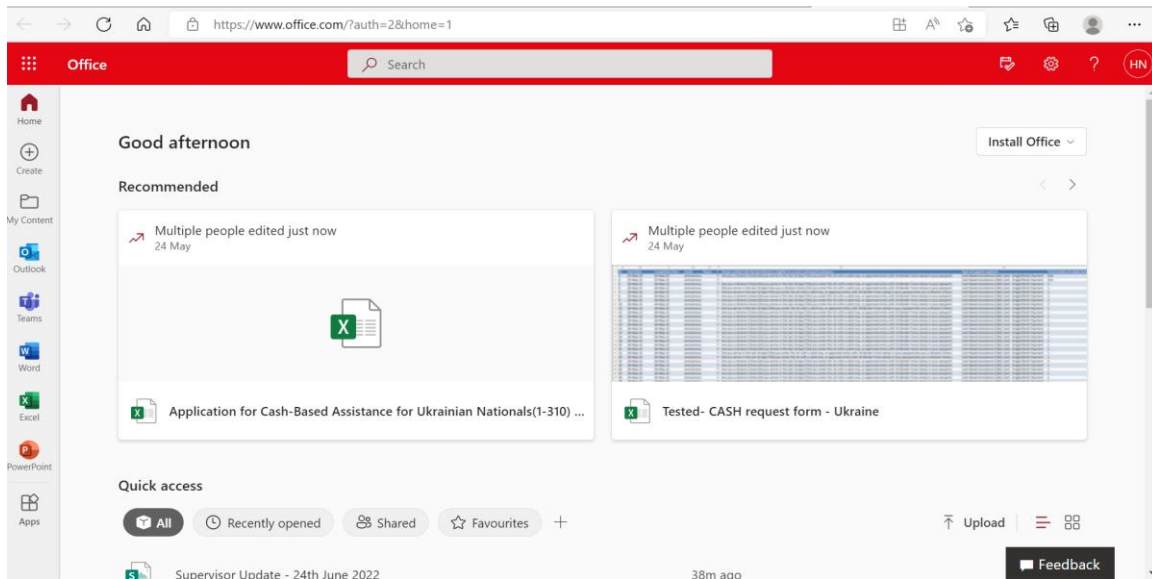 https://www.office.com/?auth=2&home=1
Office
Search
?
HN
Home
Good afternoon
Install Office
Create
Recommended
My Content
Multiple people edited just now
24 May
Multiple people edited just now
24 May
Outlook
Teams
Word
Excel
Application for Cash-Based Assistance for Ukrainian Nationals(1-310) ...
Tested- CASH request form - Ukraine
PowerPoint
Quick access
Apps
All
Recently opened
Shared
Favourites
Upload
Feedback
Supervisor Update - 24th June 2022
38m ago